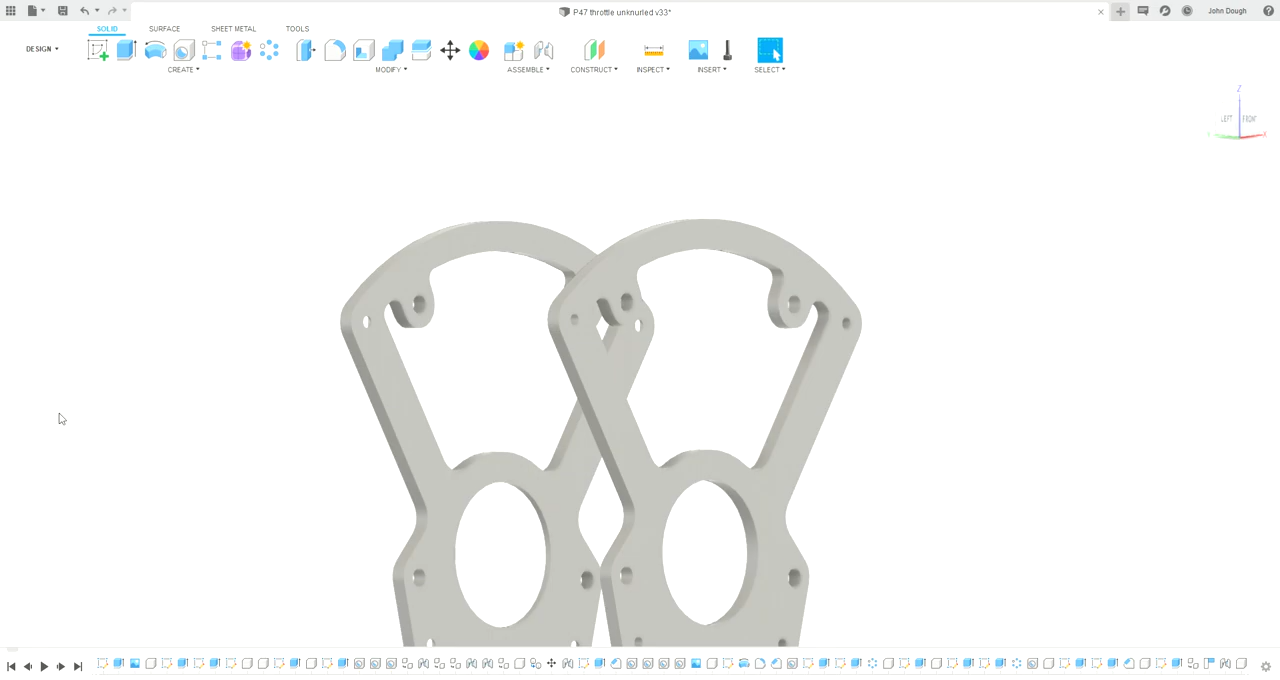 P47 throttle unknurled v33*
John Dough
SOLID SURFACE SHEET METAL TOOLS
DESIGN
CREATE MODIFY ASSEMBLE CONSTRUCT INSPECT INSERT SELECT
Z
LEFT FRONT
X